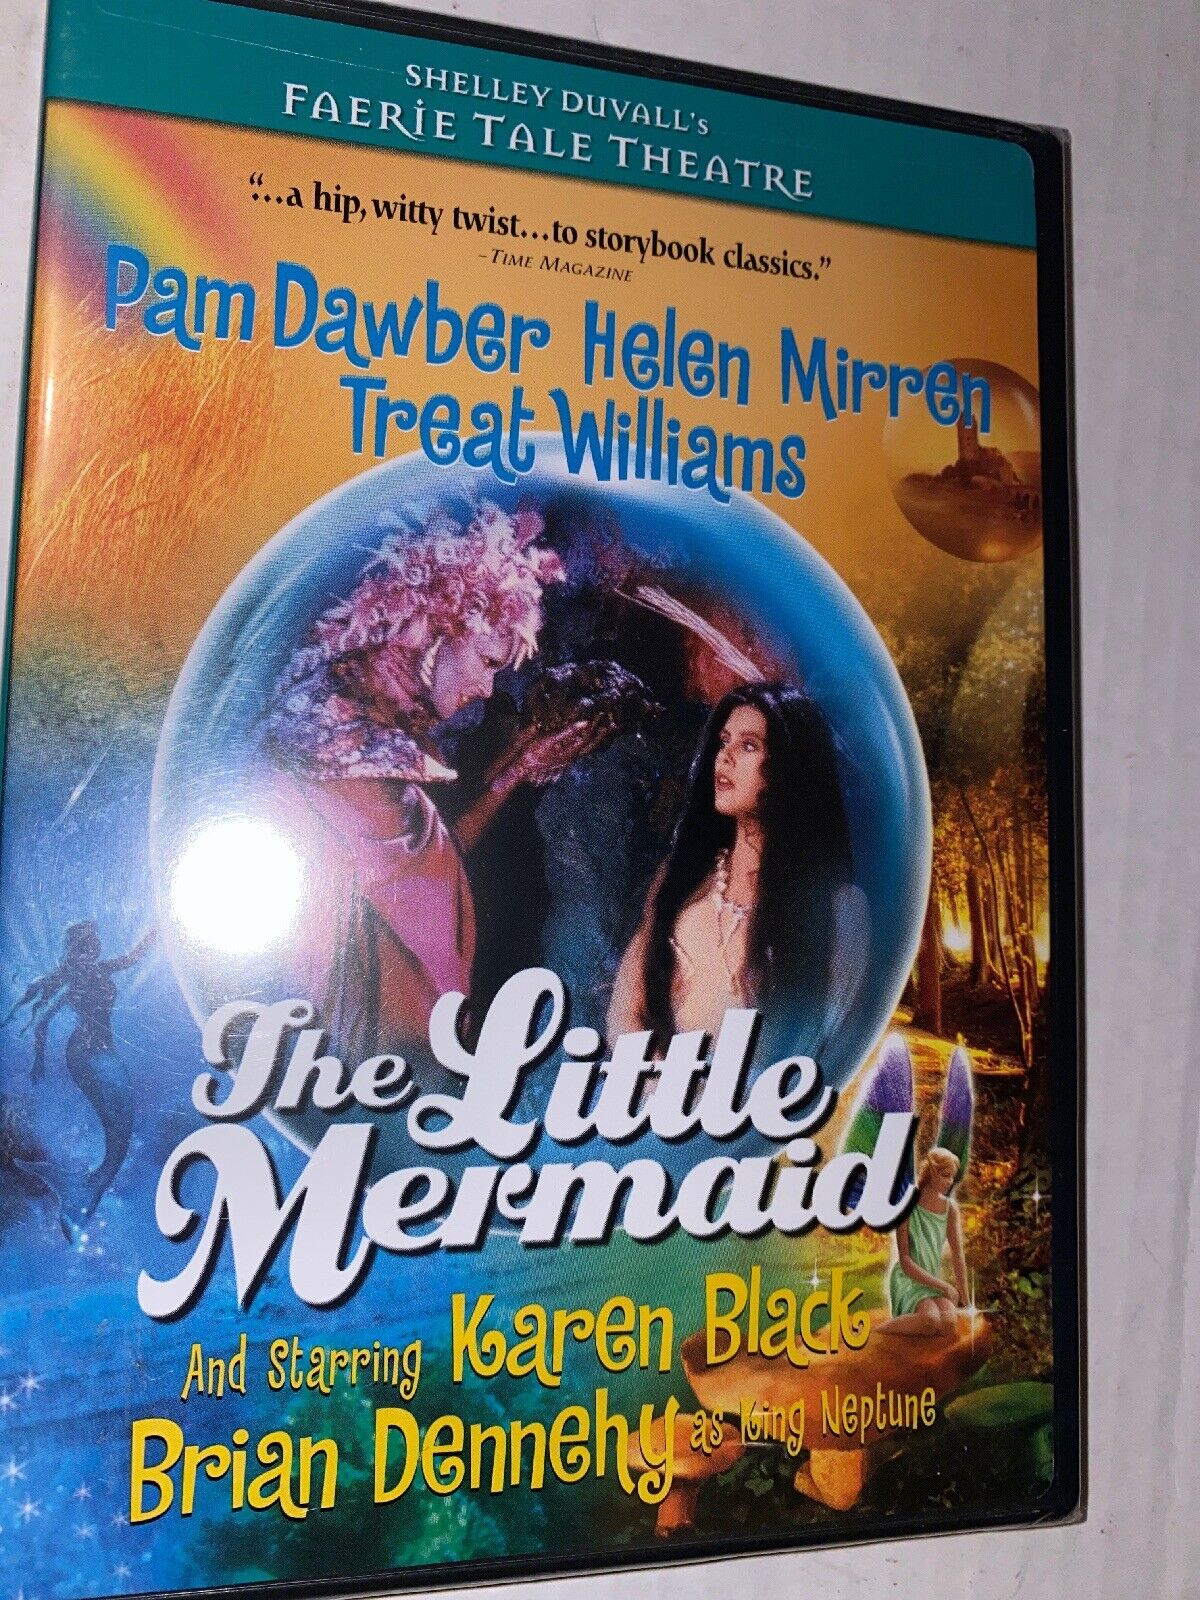 SHELLEY DUVALL's
FAERIE TALE THEATRE
"...a hip, witty twist...to storybook classics."
-TIME MAGAZINE
Pam Dawber Helen Mirren
Treat Williams
The Little
Mermaid
And Starring Karen Black
Brian Dennehy as King Neptune